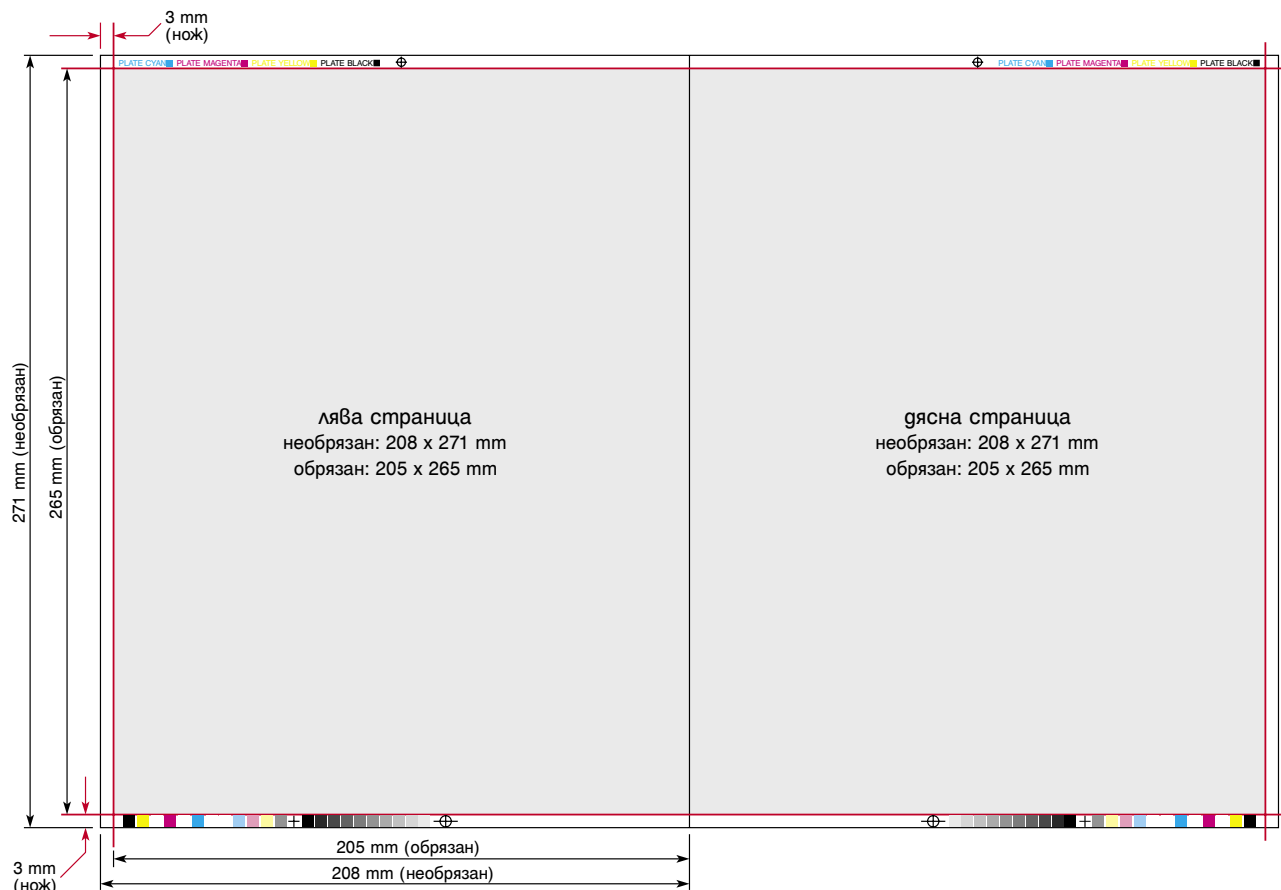 3 mm
(нож)
PLATE CYAN PLATE MAGENTA PLATE YELLOW PLATE BLACK
PLATE CYAN PLATE MAGENTA PLATE YELLOW PLATE BLACK
271 mm (необрязан)
265 mm (обрязан)
лява страница
необрязан: 208 x 271 mm
обрязан: 205 x 265 mm
дясна страница
необрязан: 208 x 271 mm
обрязан: 205 x 265 mm
205 mm (обрязан)
208 mm (необрязан)
3 mm
(нож)